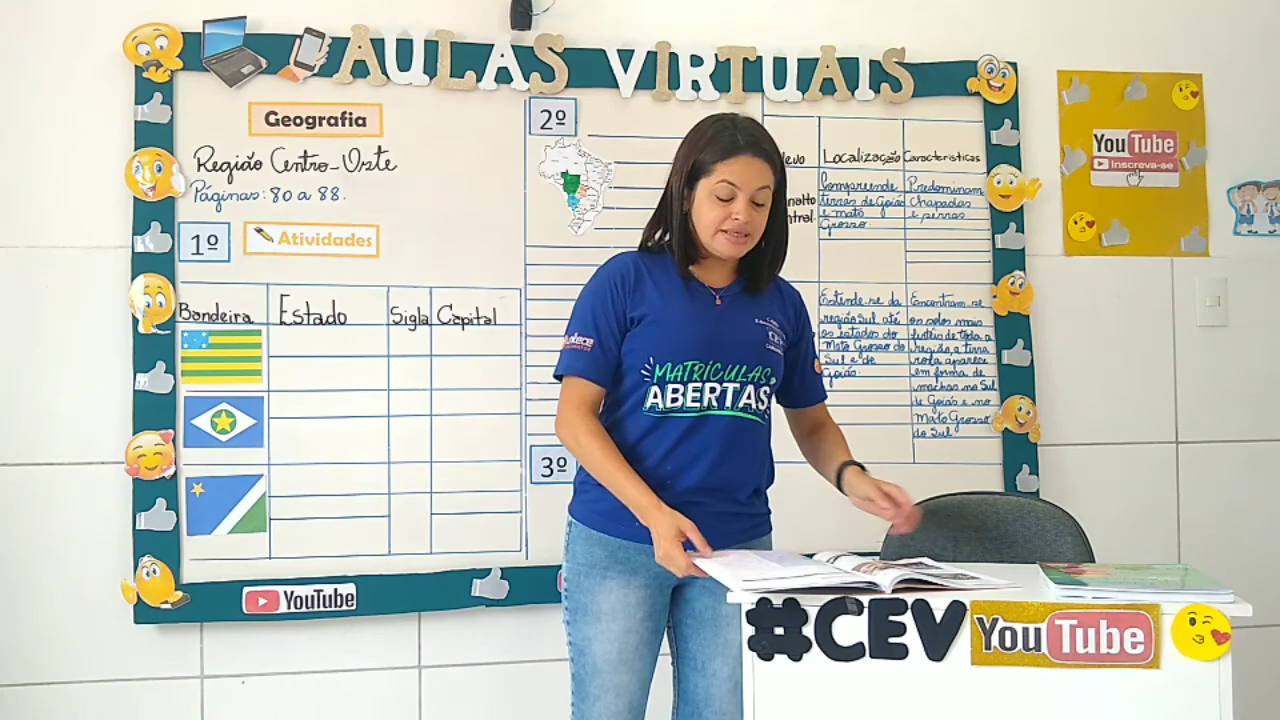 AULAS VIRTUAIS
Geografia
Região Centro-Oste
Páginas: 80 a 88.
1º
Atividades
Bandeira Estado Sigla Capital
2º
3º
Localização Características
Compreende
terras de Goiás
e mato
Grosso.
Predominam
chapadas
e serras
Estende-se da
região Sul até
os estados do
Mato Grosso do
Sul e de
Goiás.
Encontram-se
os solos mais
férteis de toda a
região, a terra
roxa aparece
em forma de
manchas no Sul
de Goiás e no
Mato Grosso
do Sul.
YouTube
Inscreva-se
MATRÍCULAS
ABERTAS
CEV
YouTube
#CEV YouTube